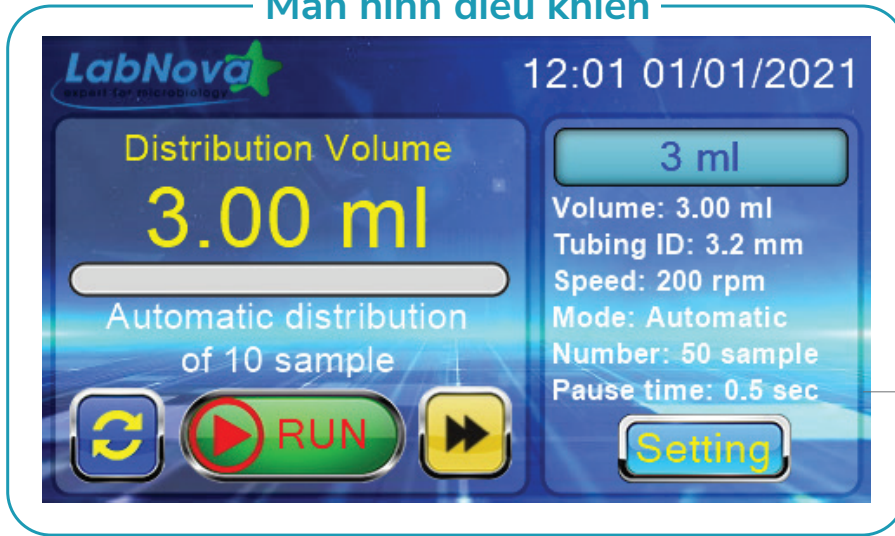 Màn hình điều khiển
LabNova
expert for microbiology
12:01 01/01/2021
Distribution Volume
3.00 ml
Automatic distribution
of 10 sample
RUN
3 ml
Volume: 3.00 ml
Tubing ID: 3.2 mm
Speed: 200 rpm
Mode: Automatic
Number: 50 sample
Pause time: 0.5 sec
Setting